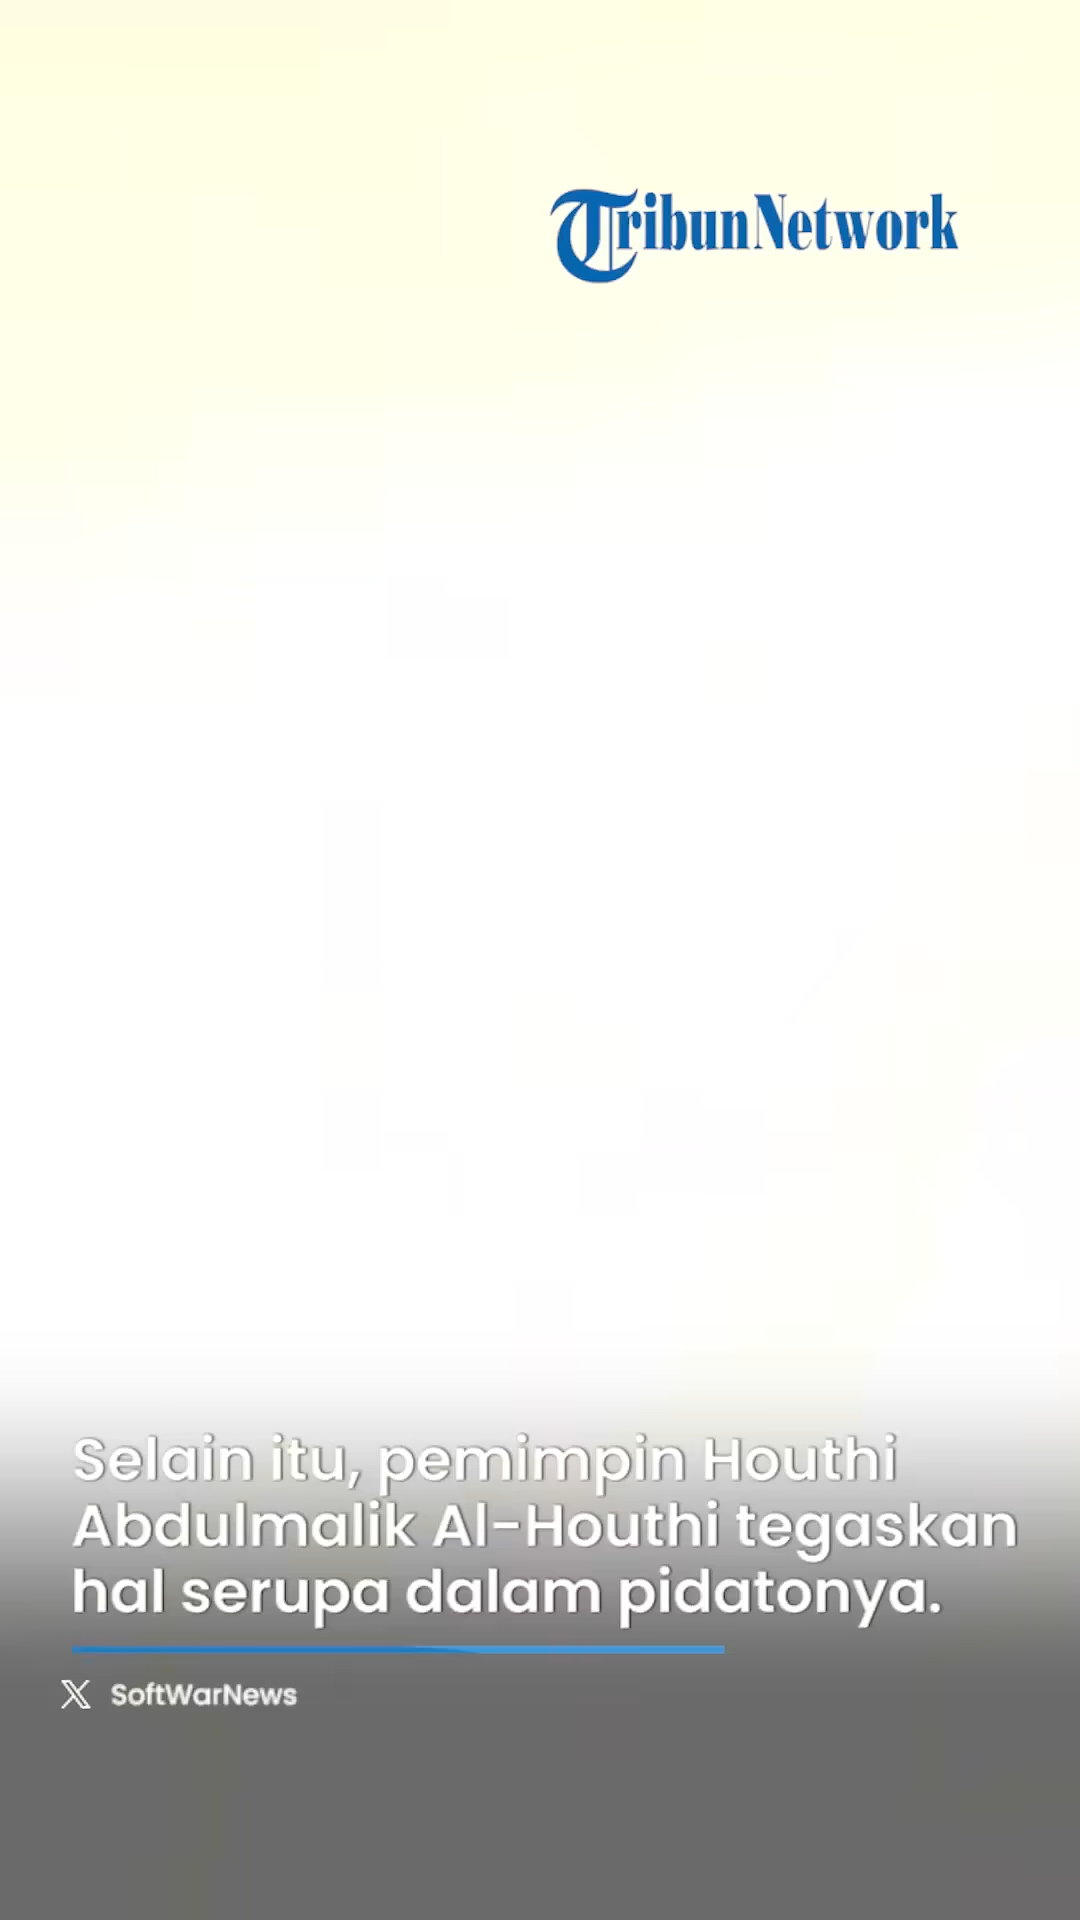 TribunNetwork
Selain itu, pemimpin Houthi
Abdulmalik Al-Houthi tegaskan
hal serupa dalam pidatonya.
X SoftWarNews